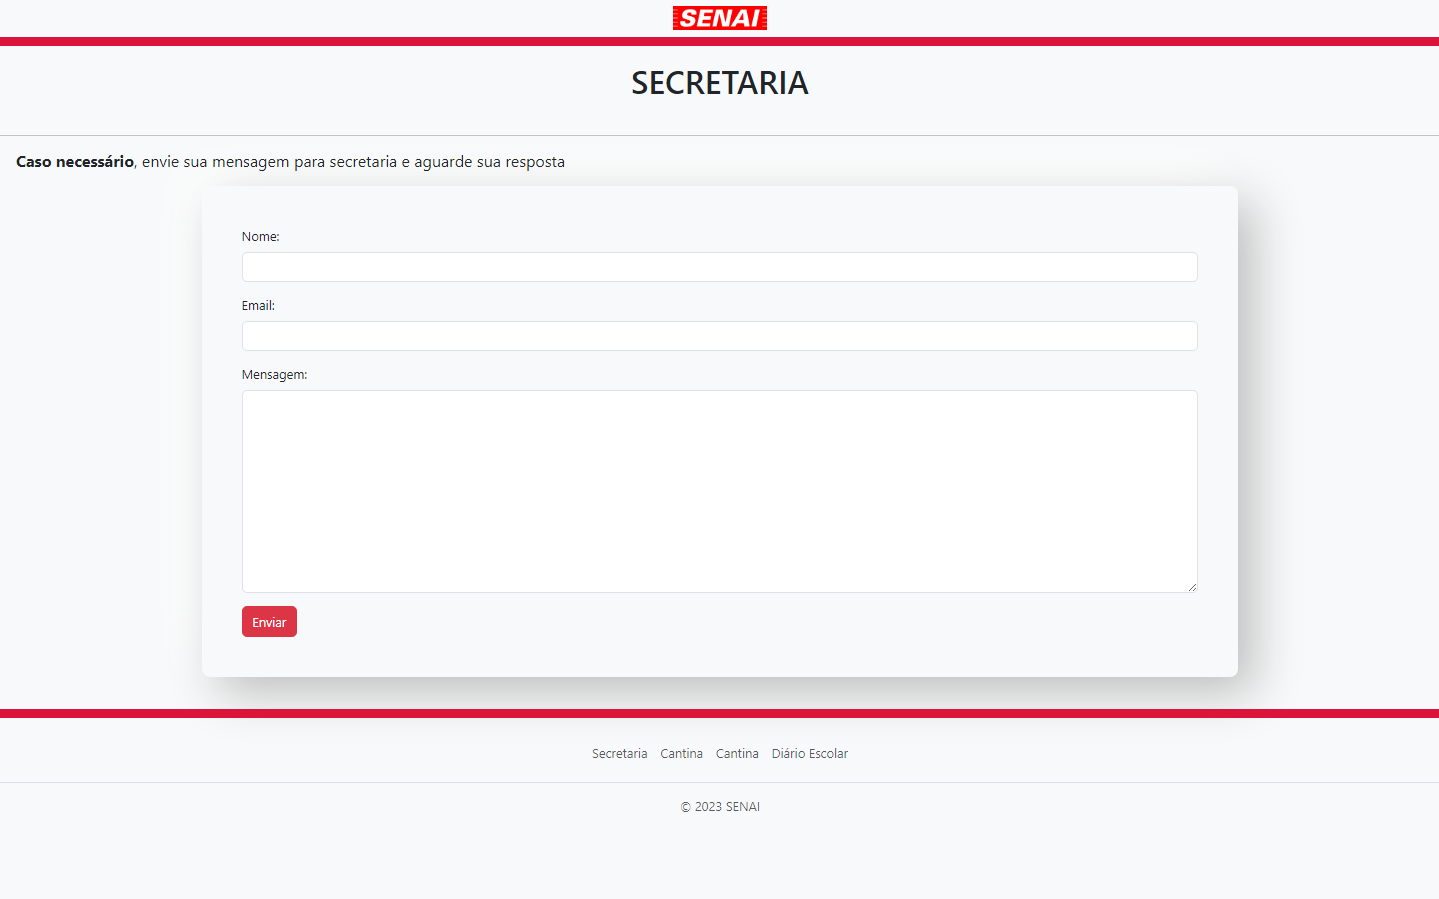 SENAI
SECRETARIA
Caso necessário, envie sua mensagem para secretaria e aguarde sua resposta
Nome:
Email:
Mensagem:
Enviar
Secretaria Cantina Cantina Diário Escolar
© 2023 SENAI